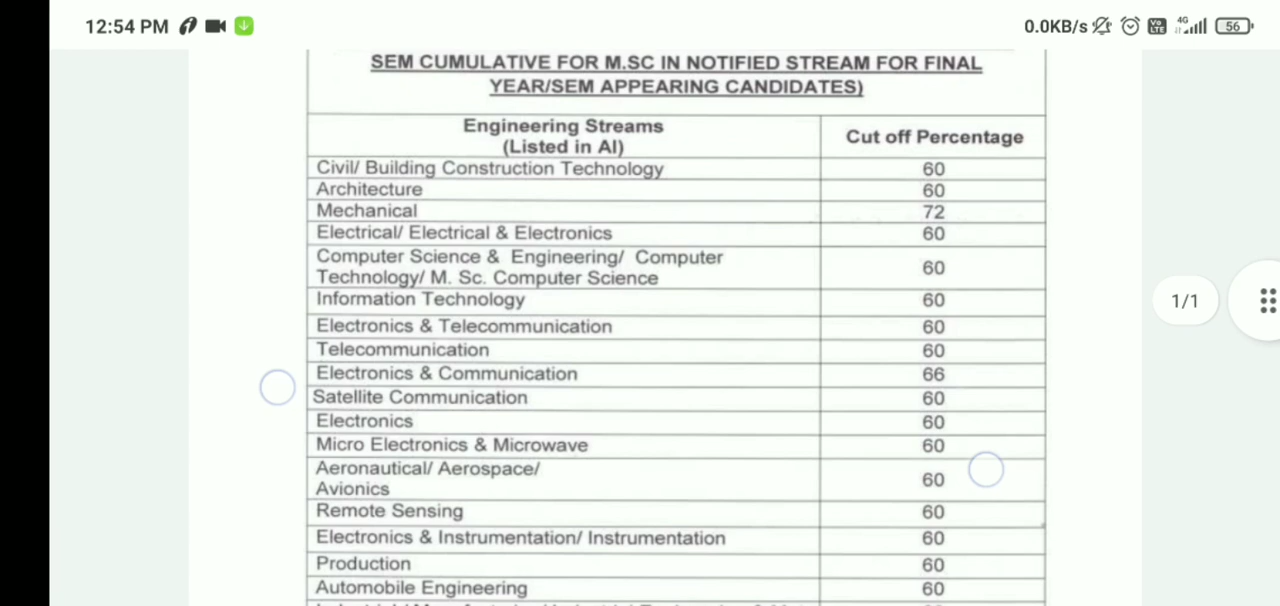 12:54 PM
0.0KB/s
Vo
LTE
4G
56
SEM CUMULATIVE FOR M.SC IN NOTIFIED STREAM FOR FINAL
YEAR/SEM APPEARING CANDIDATES)
Engineering Streams
(Listed in AI)
Cut off Percentage
Civil/ Building Construction Technology 60
Architecture 60
Mechanical 72
Electrical/ Electrical & Electronics 60
Computer Science & Engineering/ Computer
Technology/ M. Sc. Computer Science 60
Information Technology 60
Electronics & Telecommunication 60
Telecommunication 60
Electronics & Communication 66
Satellite Communication 60
Electronics 60
Micro Electronics & Microwave 60
Aeronautical/ Aerospace/
Avionics 60
Remote Sensing 60
Electronics & Instrumentation/ Instrumentation 60
Production 60
Automobile Engineering 60
1/1